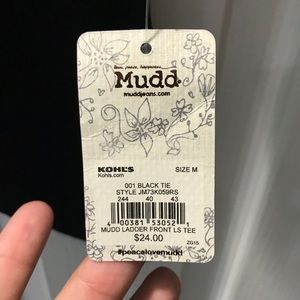 love, peace, happiness...
Mudd
muddjeans.com
KOHL'S SIZE M
Kohls.com
001 BLACK TIE
STYLE JM73K059RS
244 40 43
4 00381 53052 1
MUDD LADDER FRONT LS TEE
$24.00
ZG15
#peacelovemudd